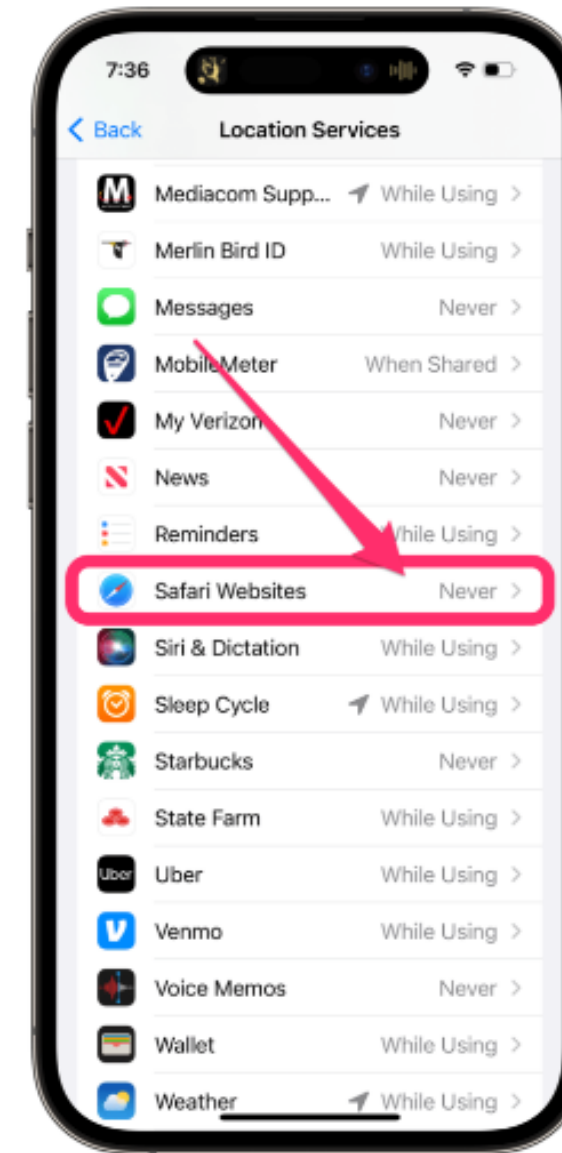 7:36
Back Location Services
Mediacom Supp... While Using
Merlin Bird ID While Using
Messages Never
MobileMeter When Shared
My Verizon Never
News Never
Reminders While Using
Safari Websites Never
Siri & Dictation While Using
Sleep Cycle While Using
Starbucks Never
State Farm While Using
Uber Uber While Using
Venmo While Using
Voice Memos Never
Wallet While Using
Weather While Using